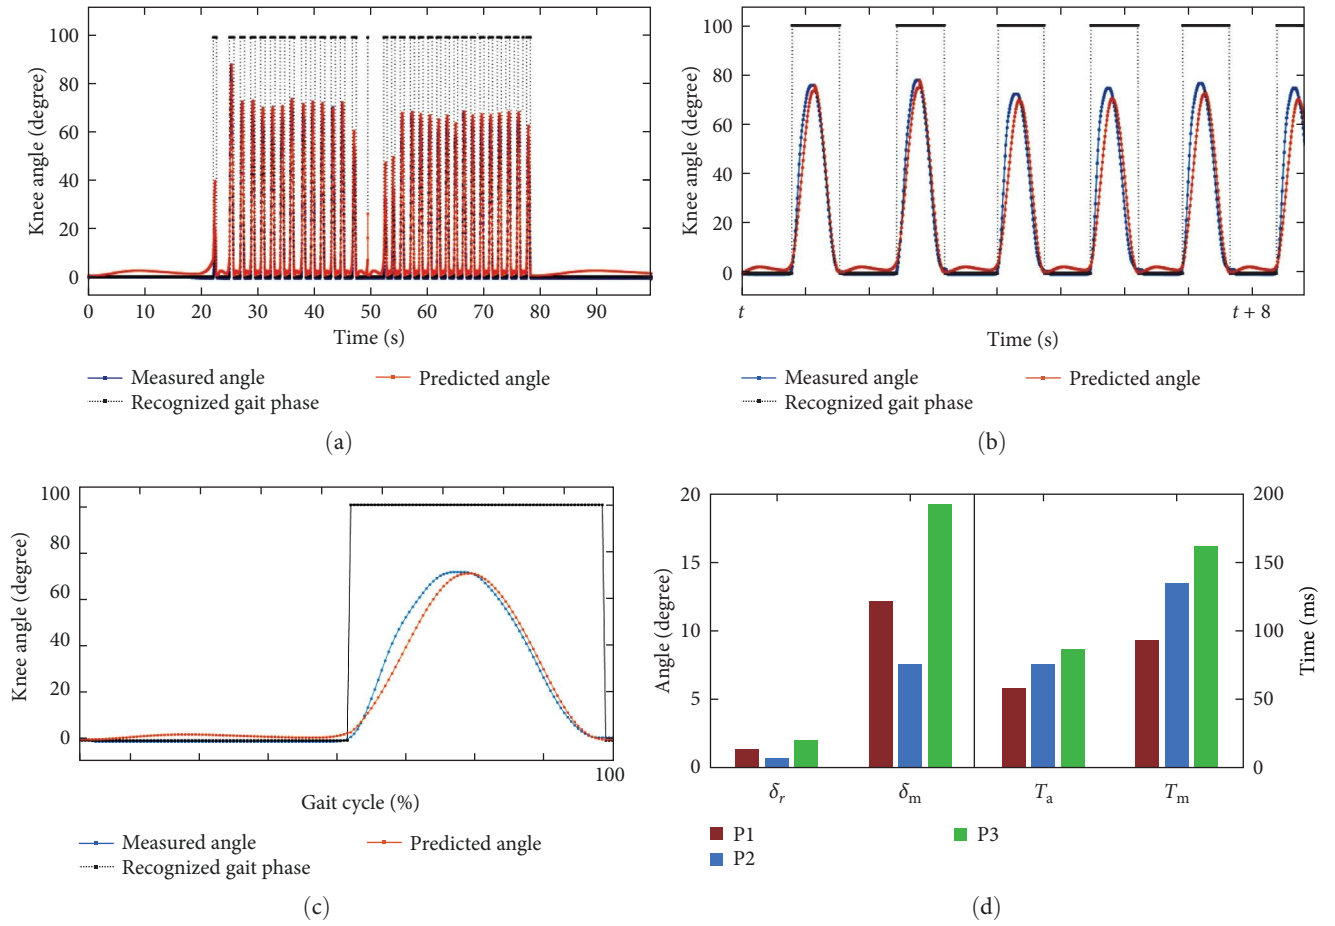 100
80
60
40
20
0
Knee angle (degree)
0 10 20 30 40 50 60 70 80 90
Time (s)
Measured angle
Predicted angle
Recognized gait phase
(a)
100
80
60
40
20
0
Knee angle (degree)
t t + 8
Time (s)
Measured angle
Predicted angle
Recognized gait phase
(b)
100
80
60
40
20
0
Knee angle (degree)
100
Gait cycle (%)
Measured angle
Predicted angle
Recognized gait phase
(c)
20
15
10
5
0
Angle (degree)
200
150
100
50
0
Time (ms)
δr δm Ta Tm
P1 P3
P2
(d)